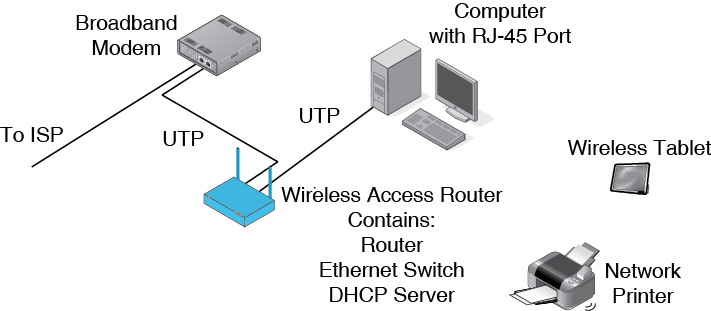 Broadband
Modem
Computer
with RJ-45 Port
To ISP
UTP
UTP
Wireless Tablet
Wireless Access Router
Contains:
Router
Ethernet Switch
DHCP Server
Network
Printer